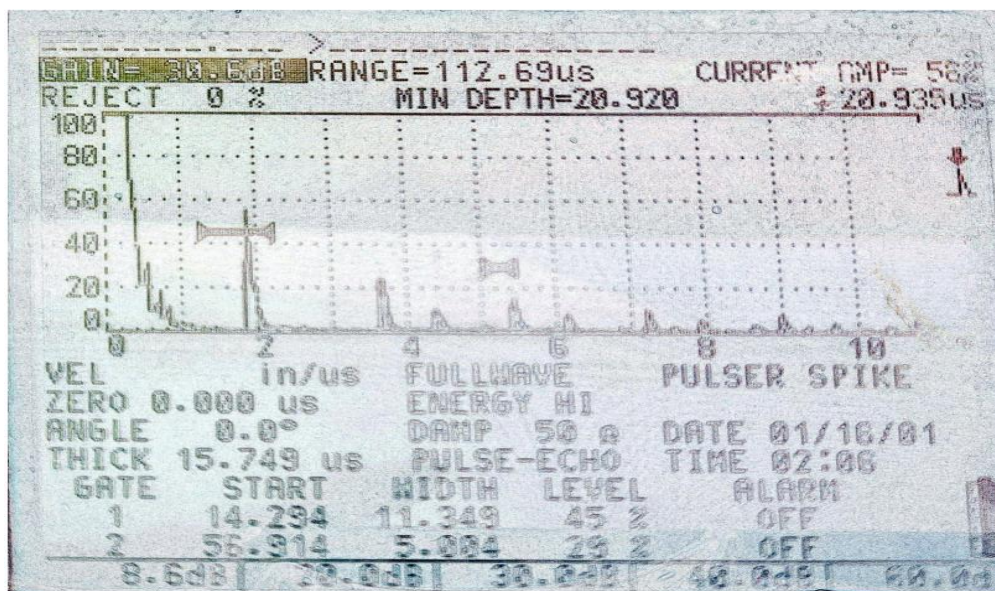 GAIN= 30.6dB RANGE=112.69us CURRENT AMP= 56%
REJECT 0 % MIN DEPTH=20.920 20.935us
100
80
60
40
20
0
0 2 4 6 8 10
VEL in/us FULLWAVE PULSER SPIKE
ZERO 0.000 us ENERGY HI
ANGLE 0.0° DAMP 50 Ω DATE 01/16/01
THICK 15.749 us PULSE-ECHO TIME 02:06
GATE START WIDTH LEVEL ALARM
1 14.294 11.349 45 % OFF
2 56.914 5.004 29 % OFF
8.6dB 20.0dB 30.0dB 40.0dB 60.0d